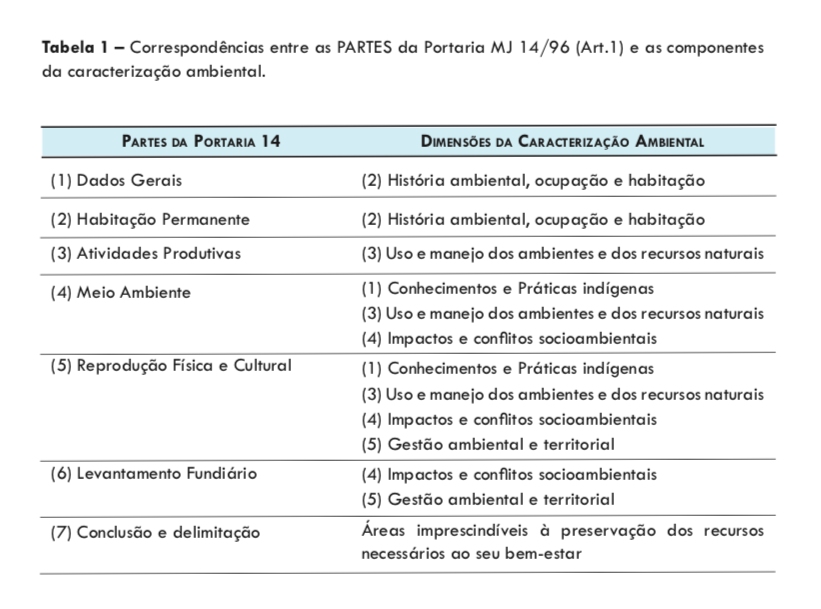 Tabela 1 – Correspondências entre as PARTES da Portaria MJ 14/96 (Art.1) e as componentes
da caracterização ambiental.
PARTES DA PORTARIA 14 DIMENSÕES DA CARACTERIZAÇÃO AMBIENTAL
(1) Dados Gerais (2) História ambiental, ocupação e habitação
(2) Habitação Permanente (2) História ambiental, ocupação e habitação
(3) Atividades Produtivas (3) Uso e manejo dos ambientes e dos recursos naturais
(4) Meio Ambiente (1) Conhecimentos e Práticas indígenas
(3) Uso e manejo dos ambientes e dos recursos naturais
(4) Impactos e conflitos socioambientais
(5) Reprodução Física e Cultural (1) Conhecimentos e Práticas indígenas
(3) Uso e manejo dos ambientes e dos recursos naturais
(4) Impactos e conflitos socioambientais
(5) Gestão ambiental e territorial
(6) Levantamento Fundiário (4) Impactos e conflitos socioambientais
(5) Gestão ambiental e territorial
(7) Conclusão e delimitação Áreas imprescindíveis à preservação dos recursos
necessários ao seu bem-estar